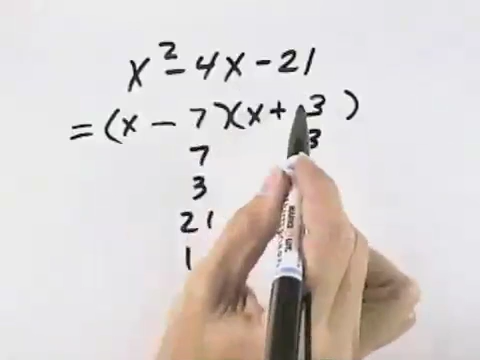 x² - 4x - 21
= (x - 7)(x + 3)
7 3
3
21
1